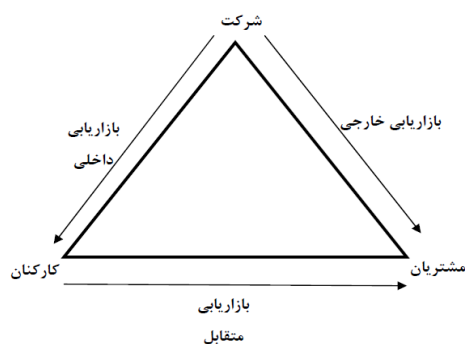 شرکت
بازاریابی خارجی
بازاریابی
داخلی
مشتریان
کارکنان
بازاریابی
متقابل